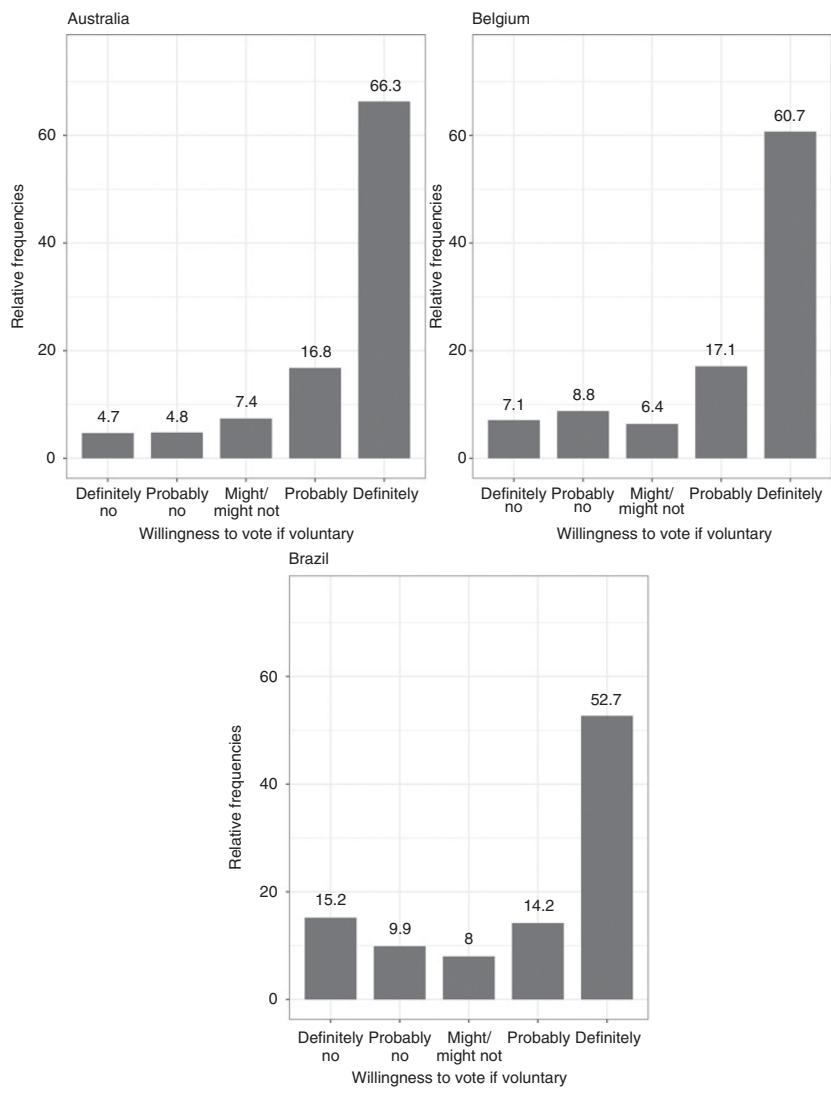 Australia
Relative frequencies
60
40
20
0
4.7
4.8
7.4
16.8
66.3
Definitely no
Probably no
Might/ might not
Probably
Definitely
Willingness to vote if voluntary
Belgium
Relative frequencies
60
40
20
0
7.1
8.8
6.4
17.1
60.7
Definitely no
Probably no
Might/ might not
Probably
Definitely
Willingness to vote if voluntary
Brazil
Relative frequencies
60
40
20
0
15.2
9.9
8
14.2
52.7
Definitely no
Probably no
Might/ might not
Probably
Definitely
Willingness to vote if voluntary